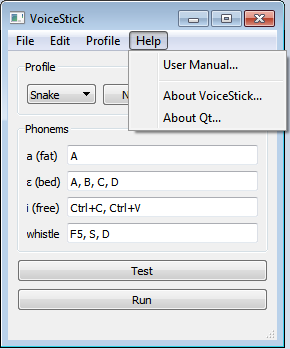 VoiceStick
File Edit Profile Help
User Manual...
About VoiceStick...
About Qt...
Profile
Snake
Phonems
a (fat) A
ε (bed) A, B, C, D
i (free) Ctrl+C, Ctrl+V
whistle F5, S, D
Test
Run